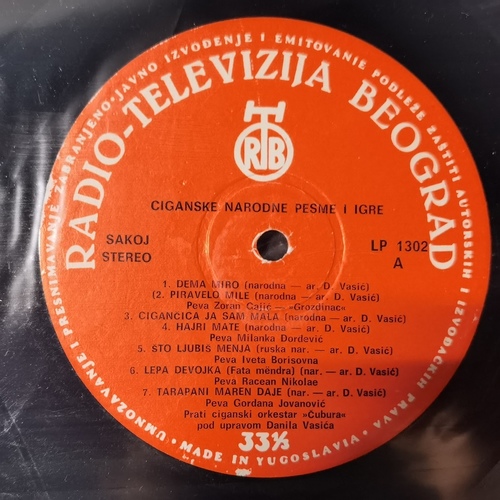 UMNOŽAVANJE I PRESNIMAVANJE ZABRANJENO·JAVNO IZVOĐENJE I EMITOVANJE PODLEŽE ZAŠTITI AUTORSKIH I IZVOĐAČKIH PRAVA
RADIO-TELEVIZIJA BEOGRAD
RTB
CIGANSKE NARODNE PESME I IGRE
SAKOJ
STEREO
LP 1302
A
1. DEMA MIRO (narodna — ar. D. Vasić)
(2. PIRAVELO MILE (narodna — ar. D. Vasić)
Peva Zoran Gajić — »Grozdinac«
3. CIGANČICA JA SAM MALA (narodna — ar. D. Vasić)
4. HAJRI MATE (narodna — ar. D. Vasić)
Peva Milanka Đorđević
5. ŠTO LJUBIŠ MENJA (ruska nar. — ar. D. Vasić)
Peva Iveta Borisovna
6. LEPA DEVOJKA (Fata mëndra) (nar. — ar. D. Vasić)
Peva Racean Nikolae
7. TARAPANI MAREN DAJE (nar. — ar. D. Vasić)
Peva Gordana Jovanović
Prati ciganski orkestar »Čubura«
pod upravom Danila Vasića
33⅓
· MADE IN YUGOSLAVIA ·